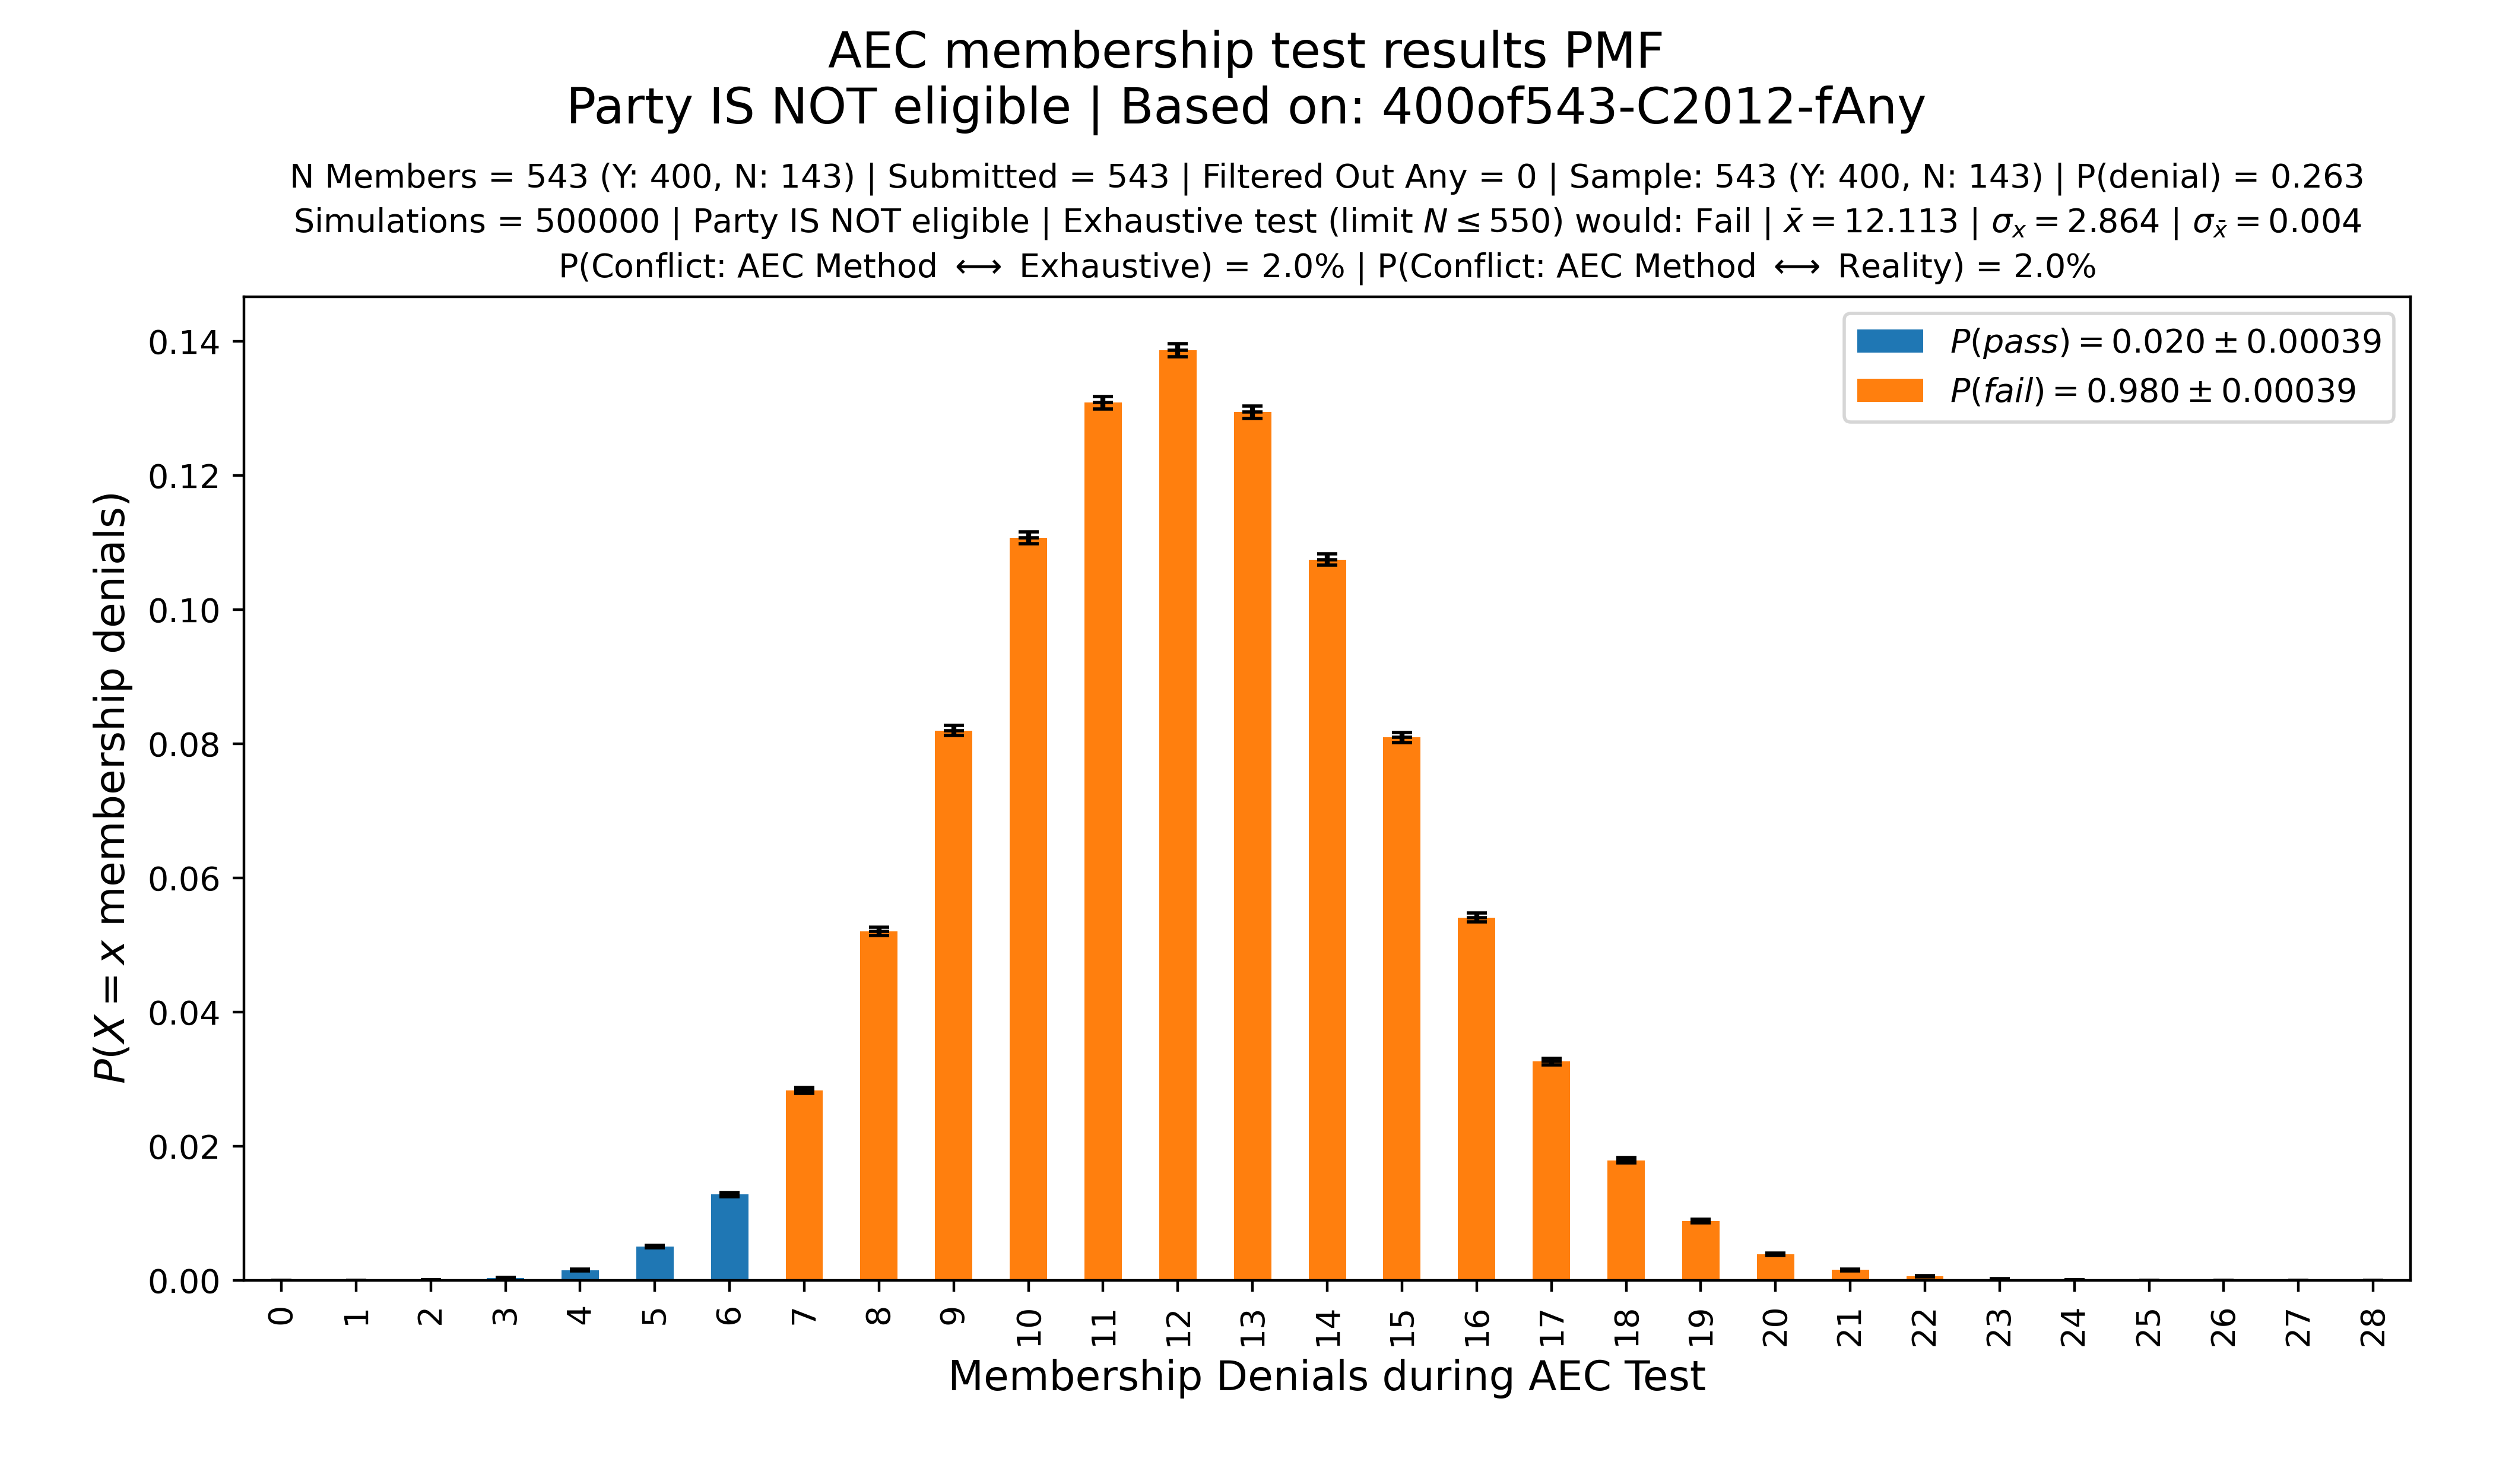 AEC membership test results PMF
Party IS NOT eligible | Based on: 400of543-C2012-fAny
N Members = 543 (Y: 400, N: 143) | Submitted = 543 | Filtered Out Any = 0 | Sample: 543 (Y: 400, N: 143) | P(denial) = 0.263
Simulations = 500000 | Party IS NOT eligible | Exhaustive test (limit N ≤ 550) would: Fail | x̄ = 12.113 | σₓ = 2.864 | σ_x̄ = 0.004
P(Conflict: AEC Method ⟷ Exhaustive) = 2.0% | P(Conflict: AEC Method ⟷ Reality) = 2.0%
P(pass) = 0.020 ± 0.00039
P(fail) = 0.980 ± 0.00039
P(X = x membership denials)
0.14
0.12
0.10
0.08
0.06
0.04
0.02
0.00
0 1 2 3 4 5 6 7 8 9 10 11 12 13 14 15 16 17 18 19 20 21 22 23 24 25 26 27 28
Membership Denials during AEC Test